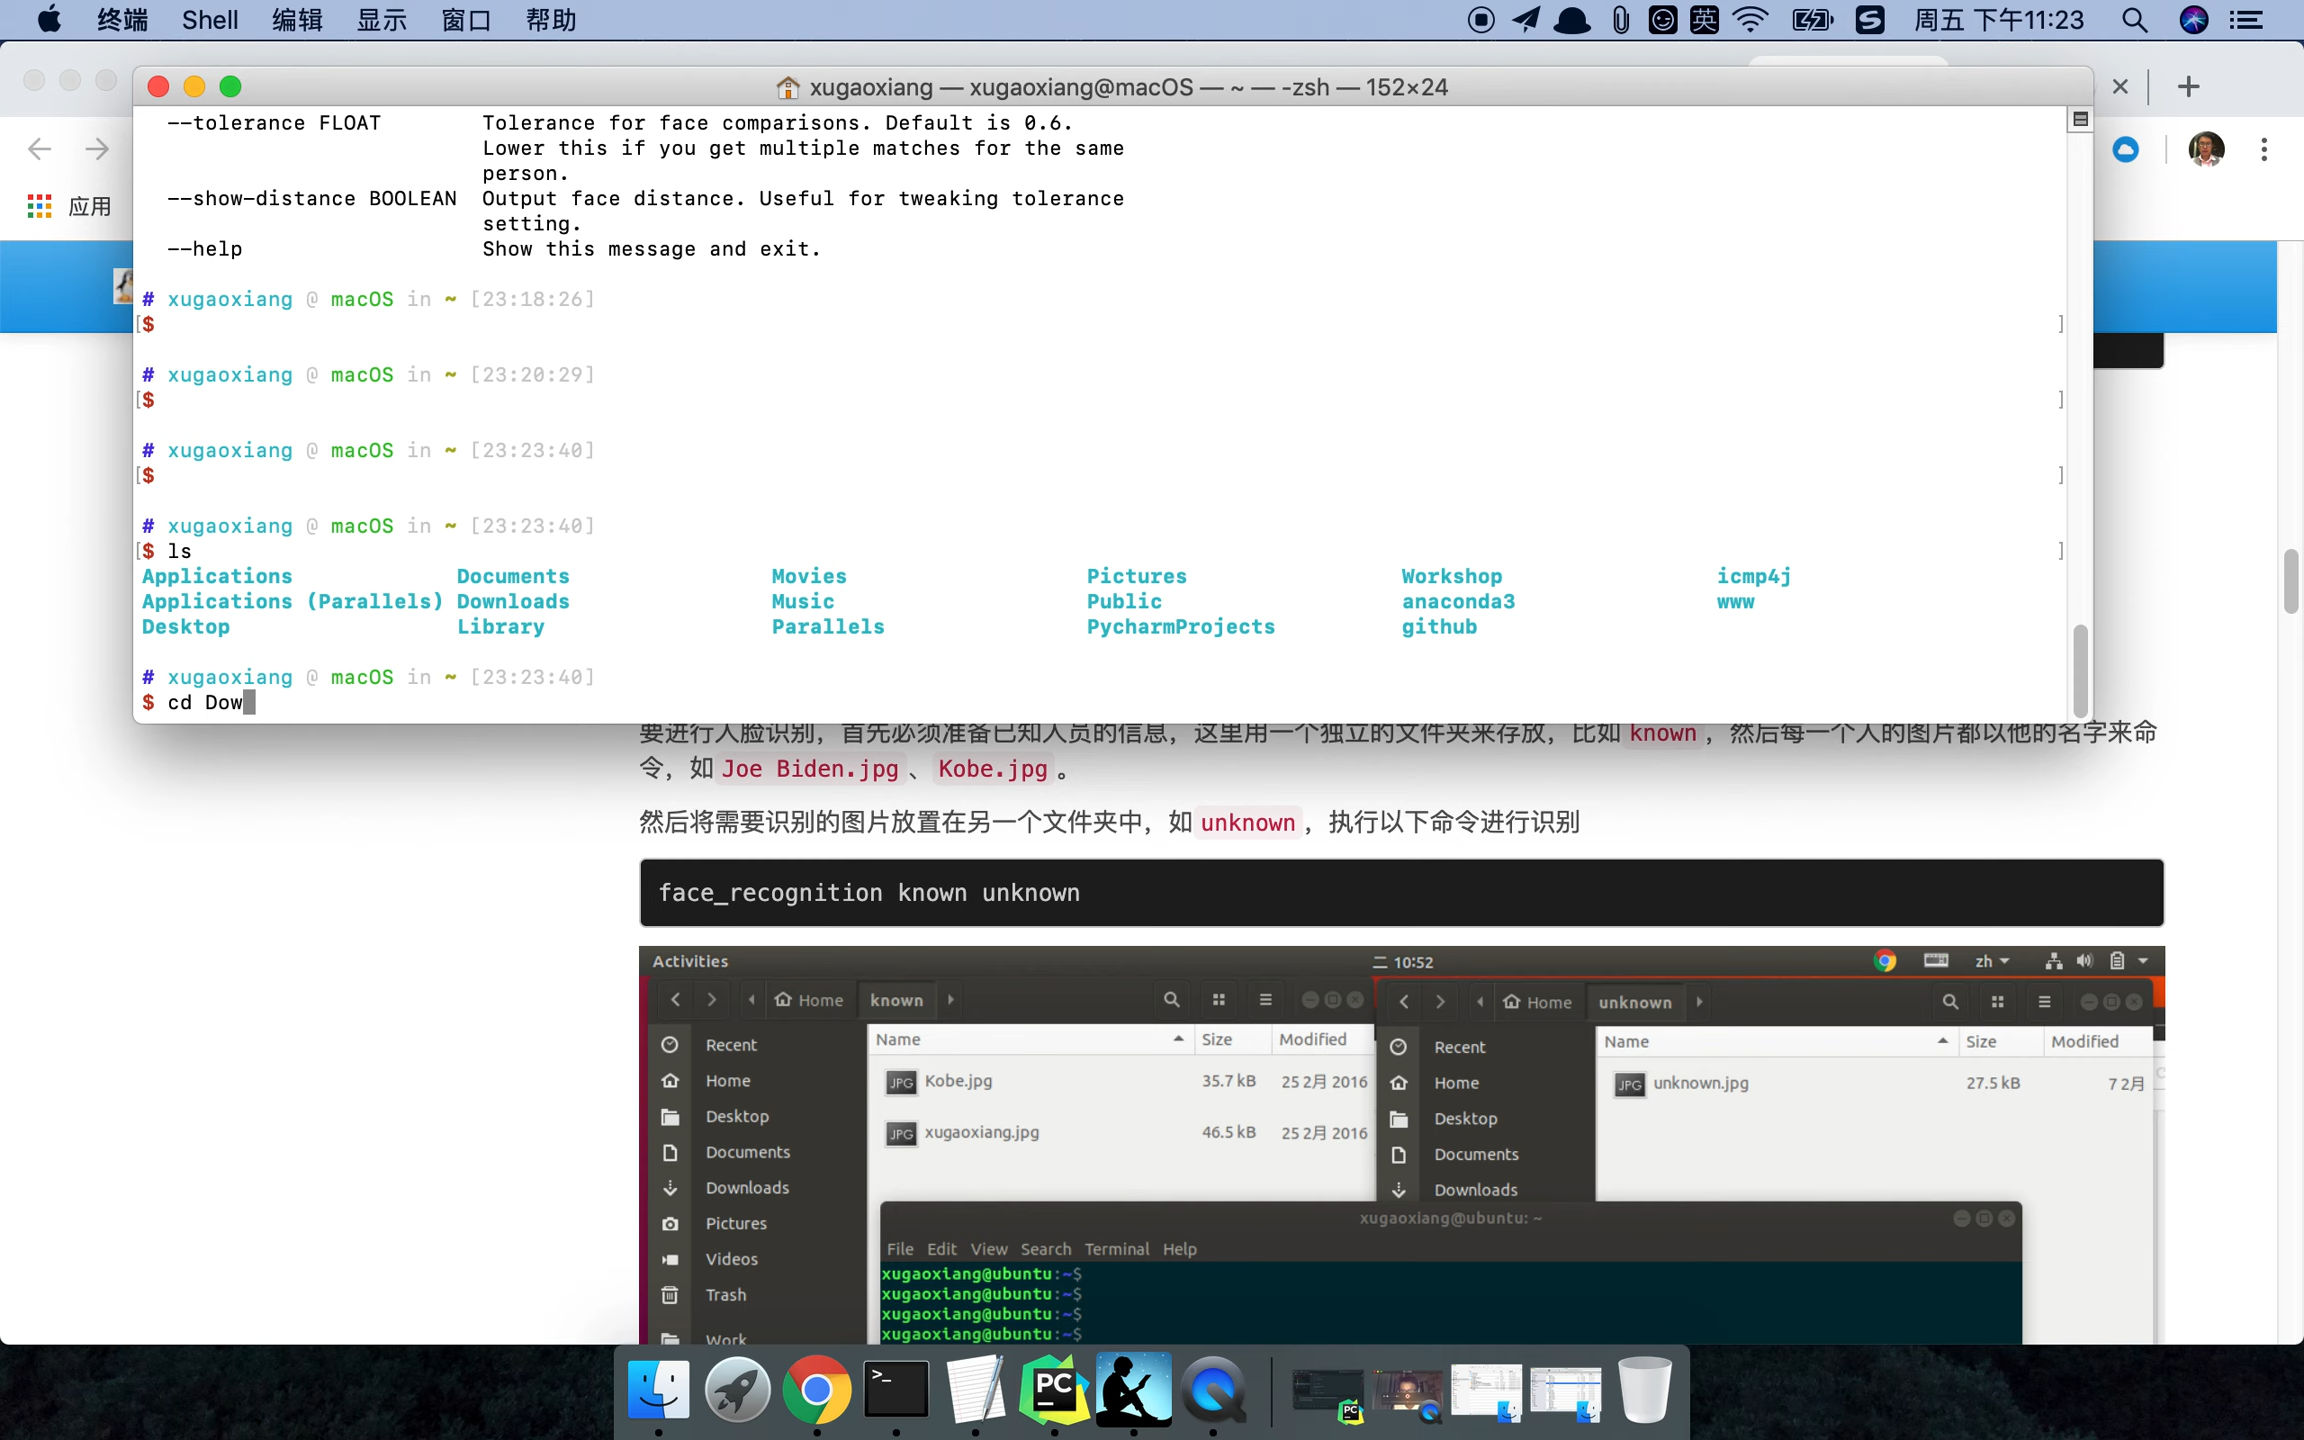 终端 Shell 编辑 显示 窗口 帮助 英 周五 下午11:23
xugaoxiang — xugaoxiang@macOS — ~ — -zsh — 152×24
应用
--tolerance FLOAT Tolerance for face comparisons. Default is 0.6.
Lower this if you get multiple matches for the same
person.
--show-distance BOOLEAN Output face distance. Useful for tweaking tolerance
setting.
--help Show this message and exit.
# xugaoxiang @ macOS in ~ [23:18:26]
[$ ]
# xugaoxiang @ macOS in ~ [23:20:29]
[$ ]
# xugaoxiang @ macOS in ~ [23:23:40]
[$ ]
# xugaoxiang @ macOS in ~ [23:23:40]
[$ ls ]
Applications Documents Movies Pictures Workshop icmp4j
Applications (Parallels) Downloads Music Public anaconda3 www
Desktop Library Parallels PycharmProjects github
# xugaoxiang @ macOS in ~ [23:23:40]
$ cd Dow
要进行人脸识别，首先必须准备已知人员的信息，这里用一个独立的文件夹来存放，比如 known ，然后每一个人的图片都以他的名字来命
令，如 Joe Biden.jpg 、 Kobe.jpg 。
然后将需要识别的图片放置在另一个文件夹中，如 unknown ，执行以下命令进行识别
face_recognition known unknown
Activities 二 10:52 zh
Home known
Name Size Modified
Recent
Home
Desktop
Documents
Downloads
Pictures
Videos
Trash
Work
Kobe.jpg 35.7 kB 25 2月 2016
xugaoxiang.jpg 46.5 kB 25 2月 2016
Home unknown
Name Size Modified
Recent
Home
Desktop
Documents
Downloads
unknown.jpg 27.5 kB 7 2月
xugaoxiang@ubuntu: ~
File Edit View Search Terminal Help
xugaoxiang@ubuntu:~$
xugaoxiang@ubuntu:~$
xugaoxiang@ubuntu:~$
xugaoxiang@ubuntu:~$
PC